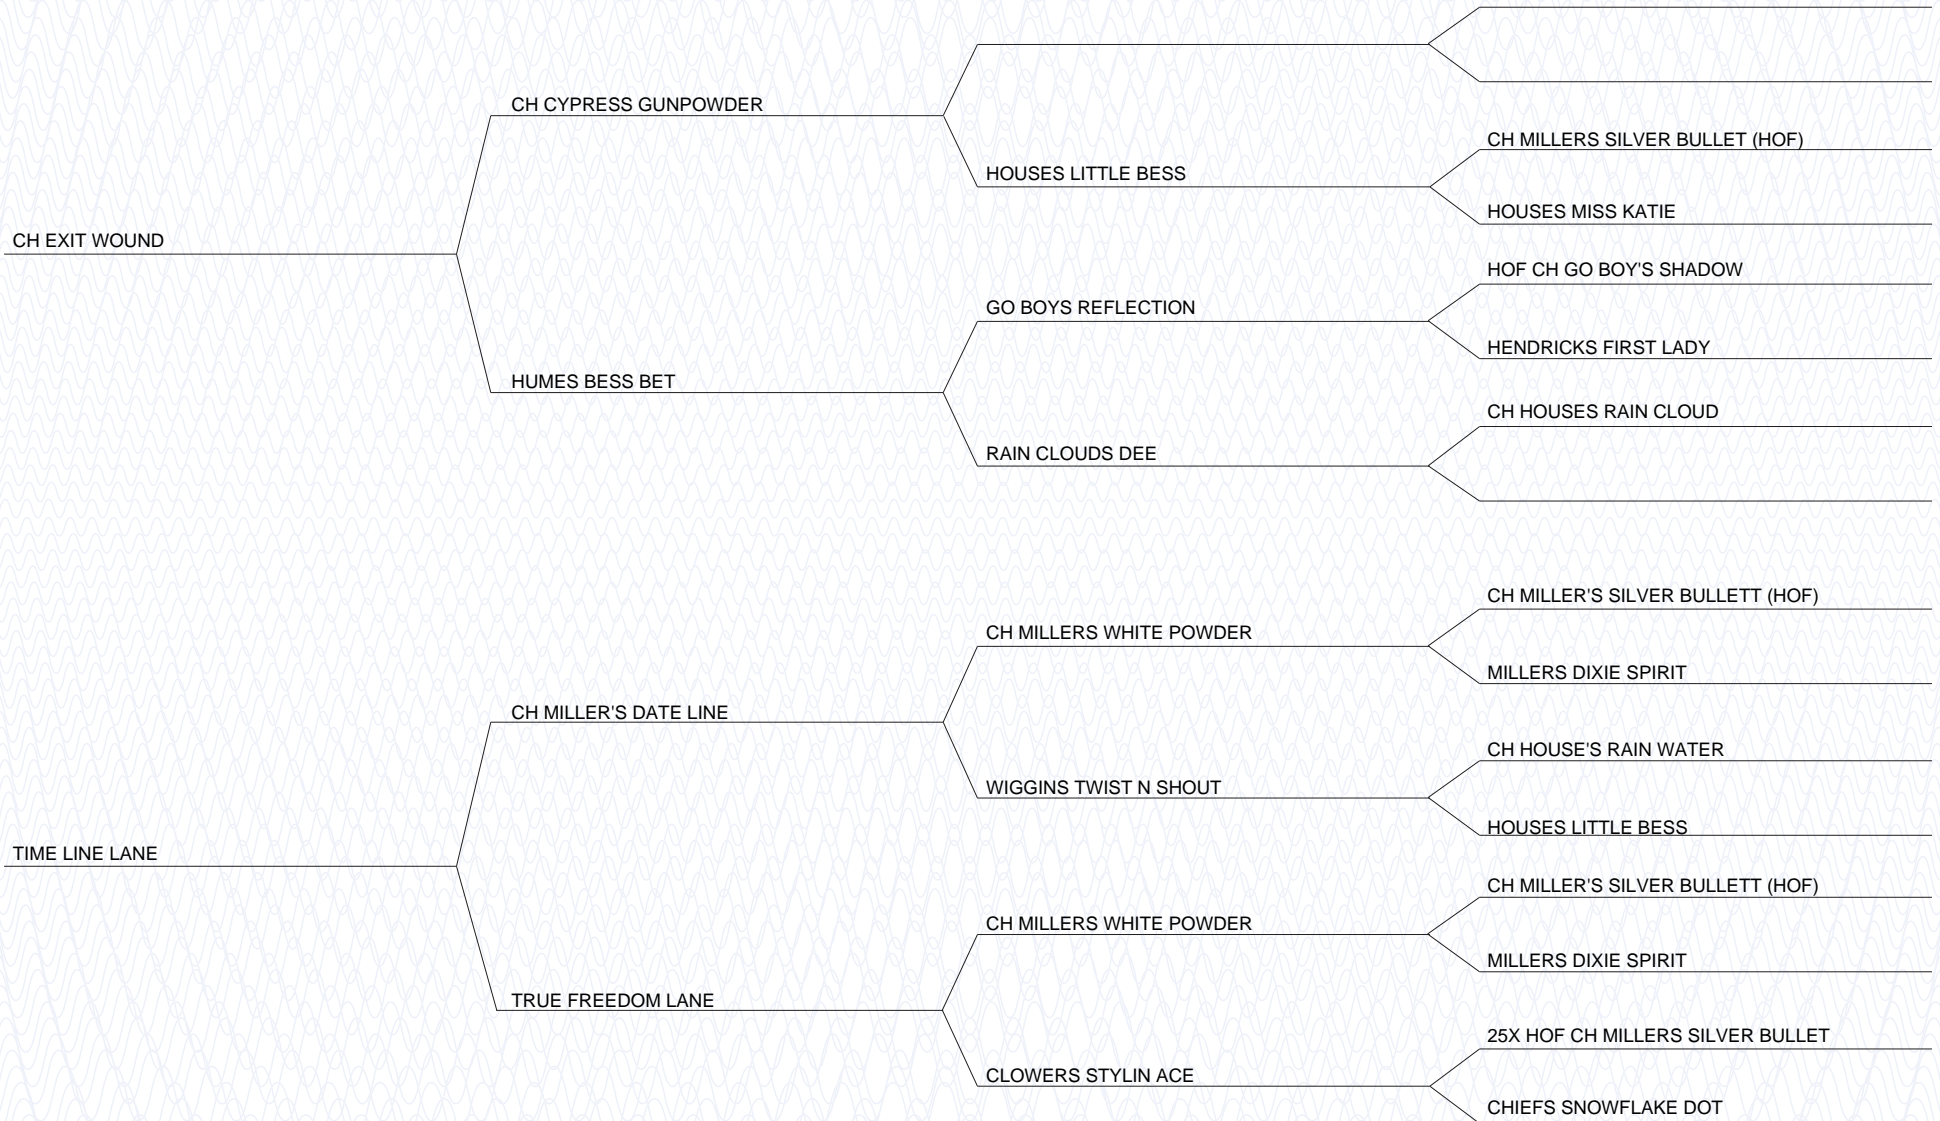 CH CYPRESS GUNPOWDER
CH MILLERS SILVER BULLET (HOF)
HOUSES LITTLE BESS
HOUSES MISS KATIE
CH EXIT WOUND
HOF CH GO BOY'S SHADOW
GO BOYS REFLECTION
HENDRICKS FIRST LADY
HUMES BESS BET
CH HOUSES RAIN CLOUD
RAIN CLOUDS DEE
CH MILLER'S SILVER BULLETT (HOF)
CH MILLERS WHITE POWDER
MILLERS DIXIE SPIRIT
CH MILLER'S DATE LINE
CH HOUSE'S RAIN WATER
WIGGINS TWIST N SHOUT
HOUSES LITTLE BESS
TIME LINE LANE
CH MILLER'S SILVER BULLETT (HOF)
CH MILLERS WHITE POWDER
MILLERS DIXIE SPIRIT
TRUE FREEDOM LANE
25X HOF CH MILLERS SILVER BULLET
CLOWERS STYLIN ACE
CHIEFS SNOWFLAKE DOT